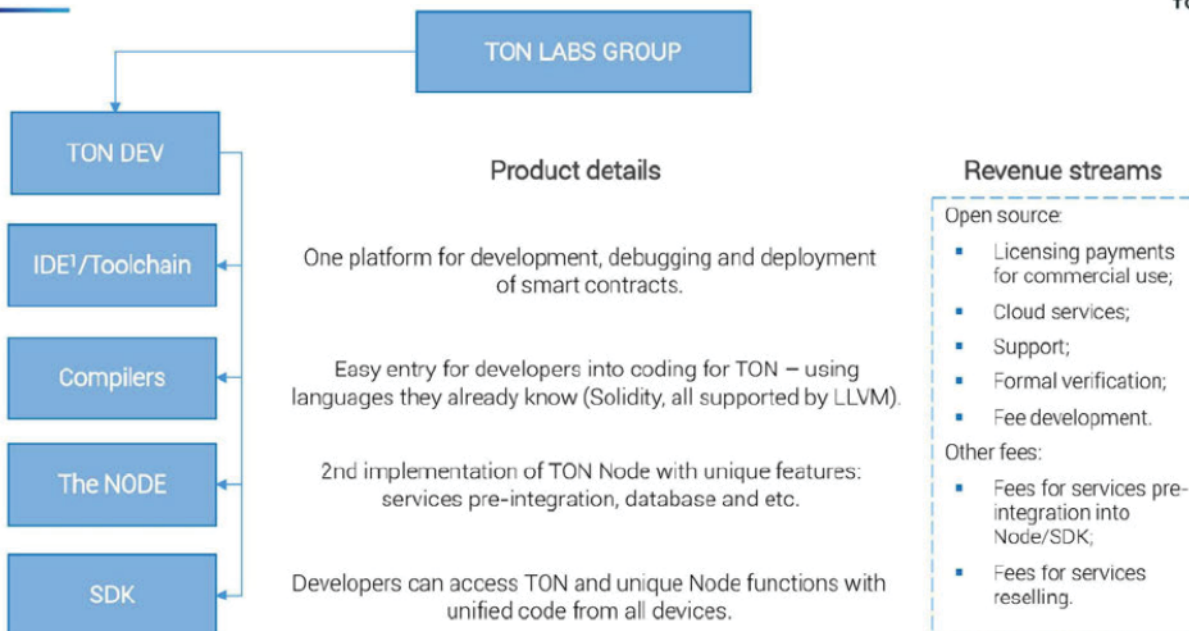 TON LABS GROUP
TON DEV
Product details
Revenue streams
IDE¹/Toolchain
One platform for development, debugging and deployment
of smart contracts.
Compilers
Easy entry for developers into coding for TON – using
languages they already know (Solidity, all supported by LLVM).
The NODE
2nd implementation of TON Node with unique features:
services pre-integration, database and etc.
SDK
Developers can access TON and unique Node functions with
unified code from all devices.
Open source:
▪ Licensing payments
for commercial use;
▪ Cloud services;
▪ Support;
▪ Formal verification;
▪ Fee development.
Other fees:
▪ Fees for services pre-
integration into
Node/SDK;
▪ Fees for services
reselling.